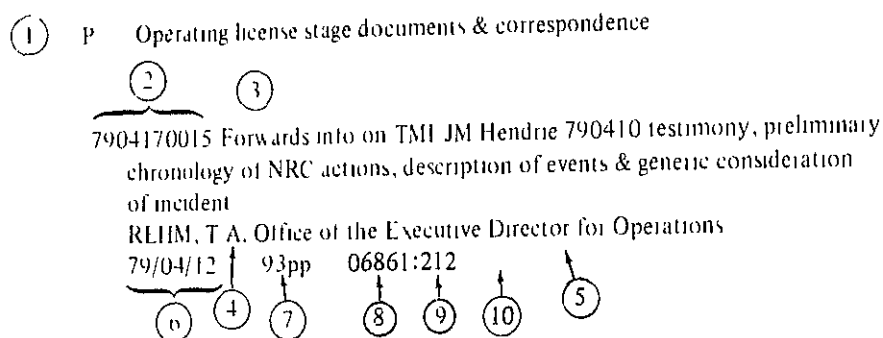 1 P Operating license stage documents & correspondence
2 3
7904170015 Forwards info on TMI JM Hendrie 790410 testimony, preliminary
chronology of NRC actions, description of events & generic consideration
of incident
REHM, T A. Office of the Executive Director for Operations
79/04/12 93pp 06861:212
6 4 7 8 9 10 5